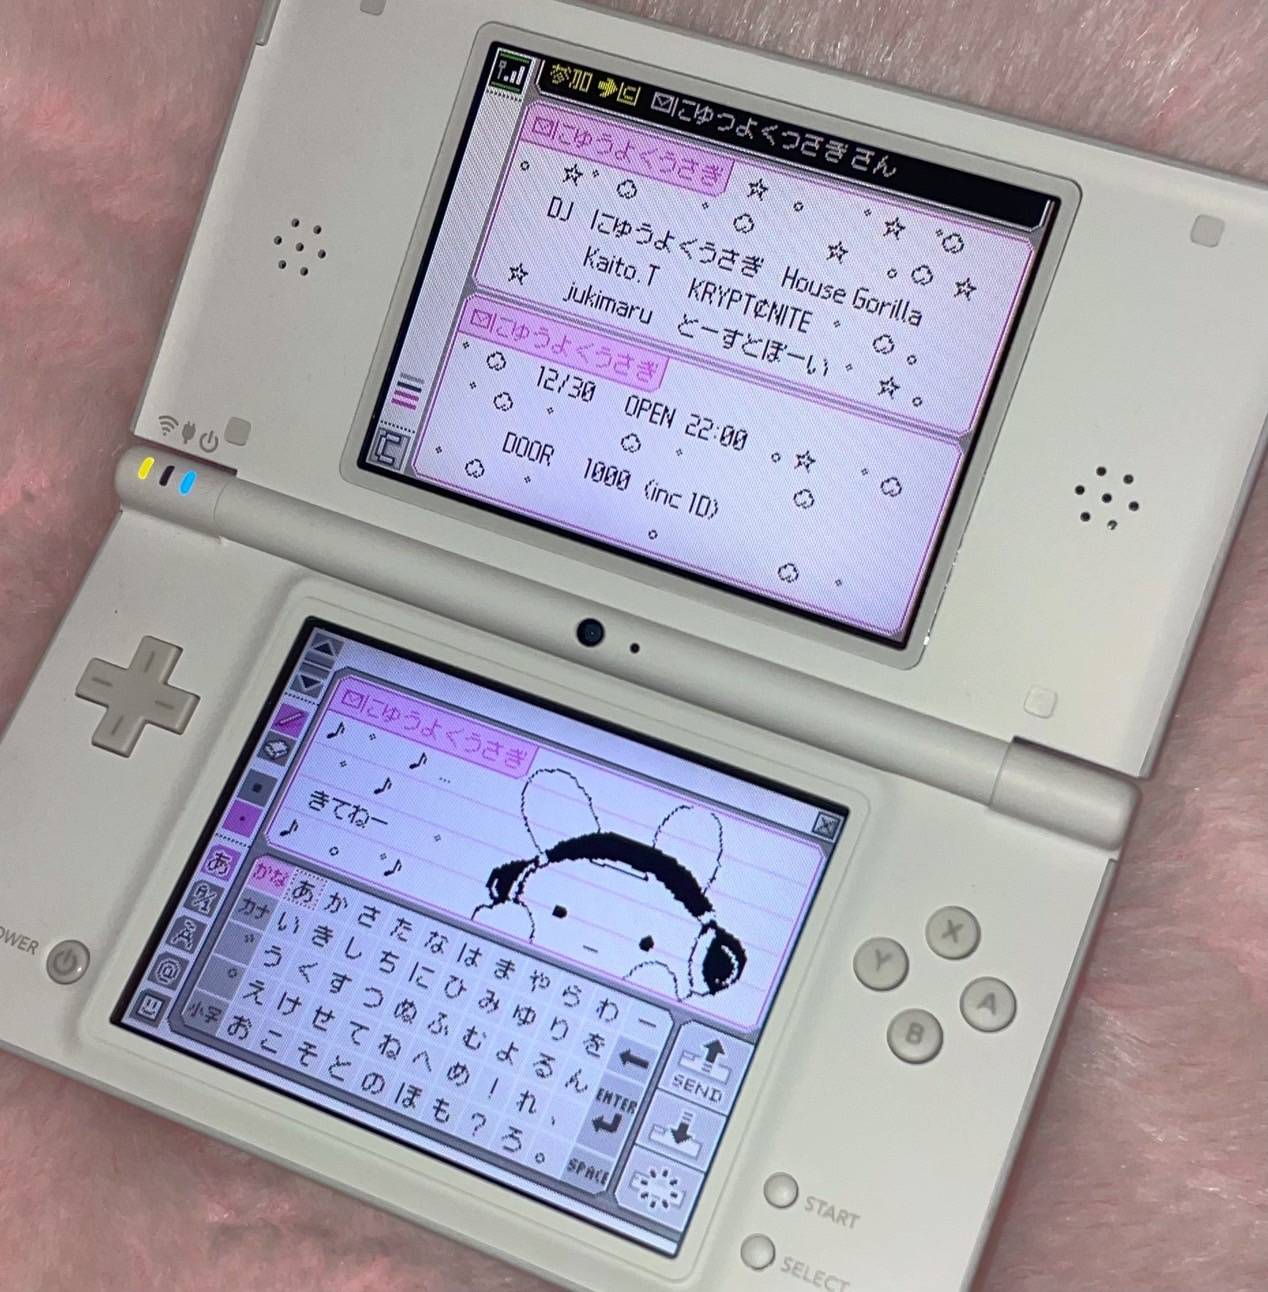 参加➡C ✉にゅうよくうさぎさん
✉にゅうよくうさぎ
DJ にゅうよくうさぎ House Gorilla
Kaito.T KRYPT₵NITE
jukimaru どーすとぼーい
✉にゅうよくうさぎ
12/30 OPEN 22:00
DOOR 1000 (inc 1D)
C
✉にゅうよくうさぎ
...
きてねー
かな あ か さ た な は ま や ら わ ー
カナ い き し ち に ひ み ゆ り を
゛ う く す つ ぬ ふ む よ る ん
゜ え け せ て ね へ め ! れ 、
小字 お こ そ と の ほ も ? ろ 。
ENTER
SPACE
SEND
あ
@
POWER
X
Y
A
B
START
SELECT